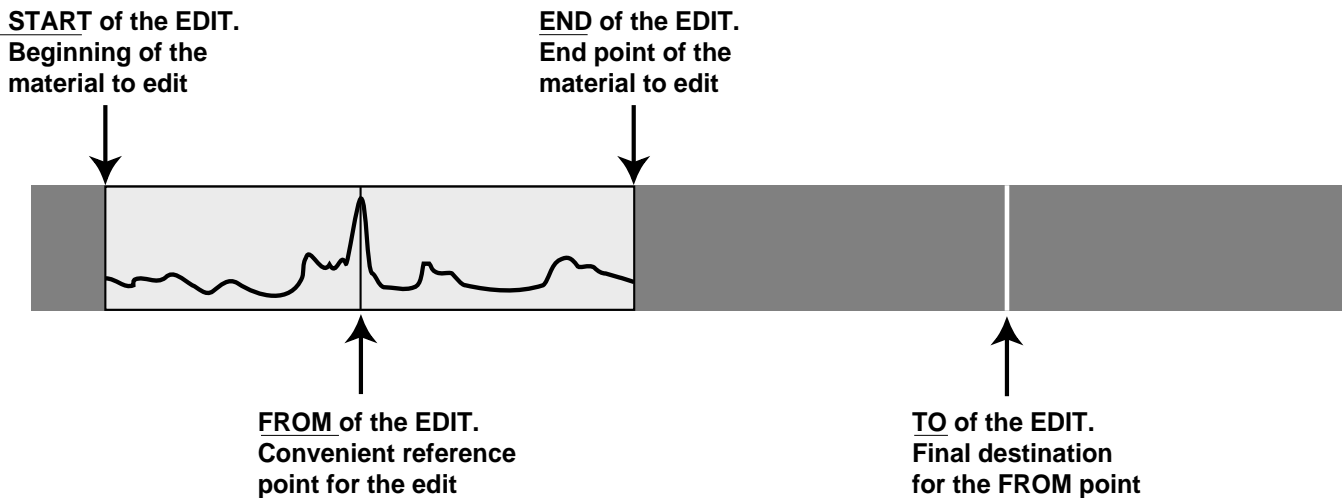 START of the EDIT.
Beginning of the
material to edit
END of the EDIT.
End point of the
material to edit
FROM of the EDIT.
Convenient reference
point for the edit
TO of the EDIT.
Final destination
for the FROM point